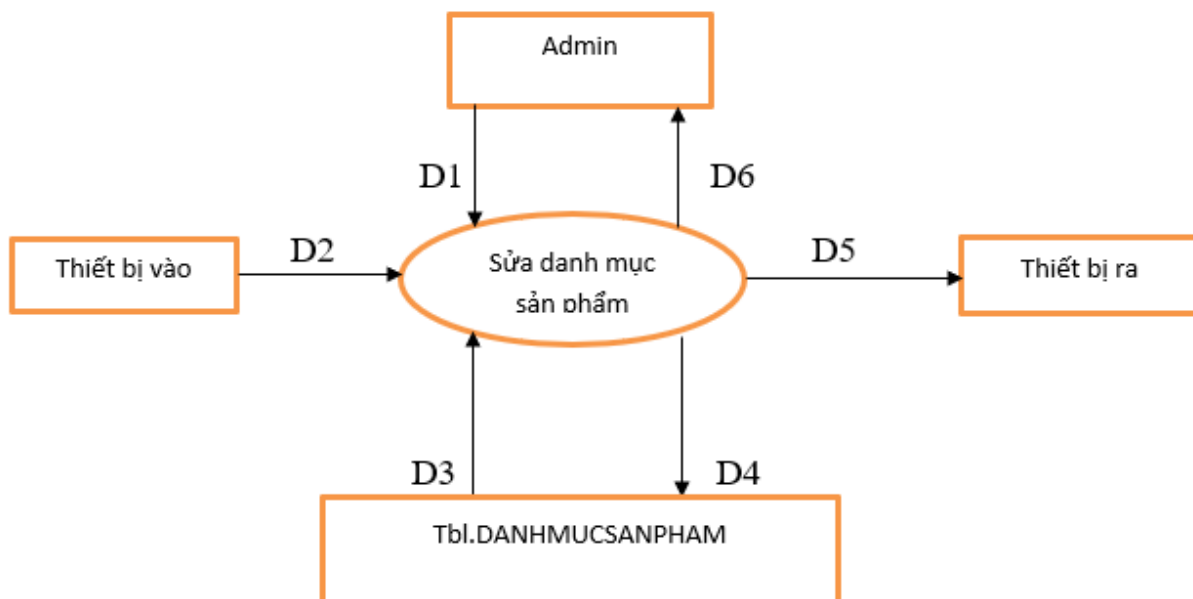 Admin
D1
D6
Thiết bị vào
D2
Sửa danh mục
sản phẩm
D5
Thiết bị ra
D3
D4
Tbl.DANHMUCSANPHAM